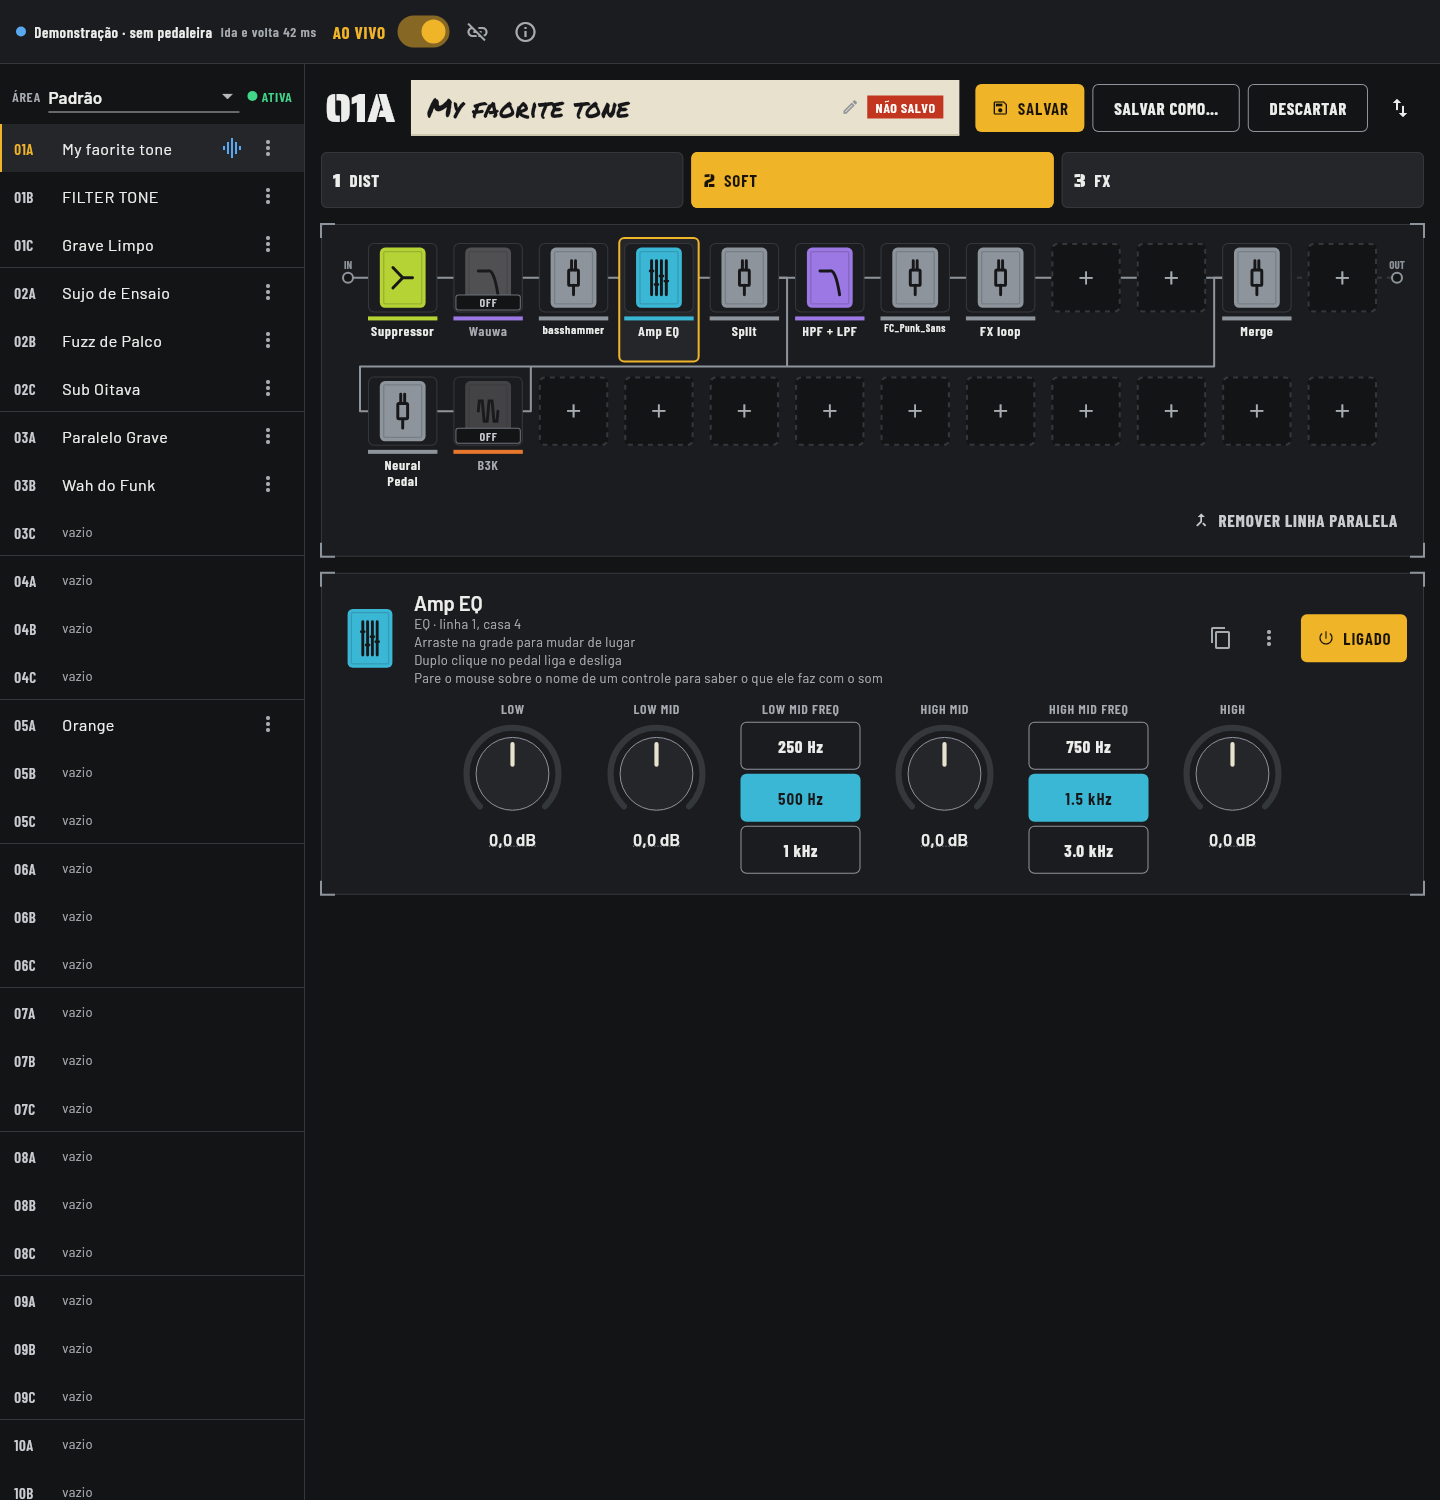 Demonstração · sem pedaleira Ida e volta 42 ms AO VIVO
ÁREA Padrão ATIVA
01A My faorite tone
01B FILTER TONE
01C Grave Limpo
02A Sujo de Ensaio
02B Fuzz de Palco
02C Sub Oitava
03A Paralelo Grave
03B Wah do Funk
03C vazio
04A vazio
04B vazio
04C vazio
05A Orange
05B vazio
05C vazio
06A vazio
06B vazio
06C vazio
07A vazio
07B vazio
07C vazio
08A vazio
08B vazio
08C vazio
09A vazio
09B vazio
09C vazio
10A vazio
10B vazio
01A My faorite tone NÃO SALVO SALVAR SALVAR COMO... DESCARTAR
1 DIST 2 SOFT 3 FX
IN OUT
OFF
Suppressor Wauwa basshammer Amp EQ Split HPF + LPF FC_Punk_Sans FX loop Merge
OFF
Neural Pedal B3K
REMOVER LINHA PARALELA
Amp EQ
EQ · linha 1, casa 4
Arraste na grade para mudar de lugar
Duplo clique no pedal liga e desliga
Pare o mouse sobre o nome de um controle para saber o que ele faz com o som
LIGADO
LOW LOW MID LOW MID FREQ HIGH MID HIGH MID FREQ HIGH
250 Hz 750 Hz
500 Hz 1.5 kHz
0,0 dB 0,0 dB 0,0 dB 0,0 dB
1 kHz 3.0 kHz